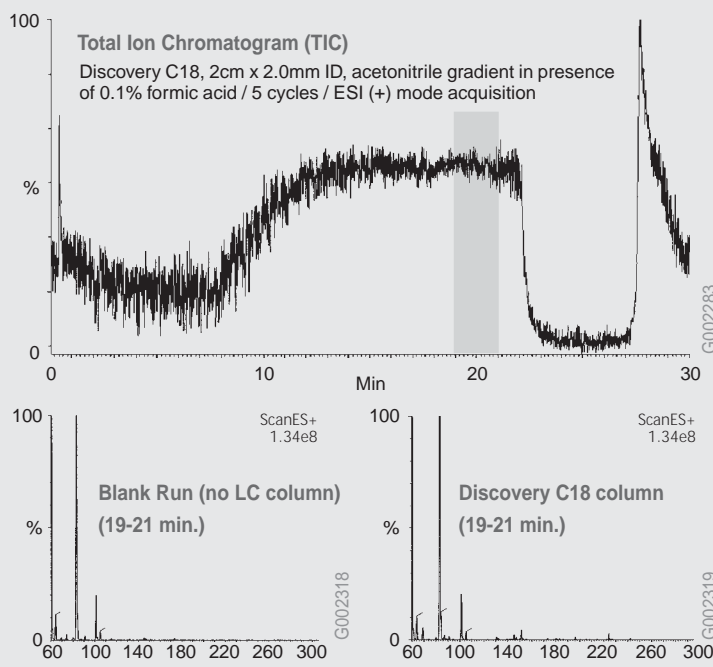 Total Ion Chromatogram (TIC)
Discovery C18, 2cm x 2.0mm ID, acetonitrile gradient in presence
of 0.1% formic acid / 5 cycles / ESI (+) mode acquisition
100
%
0
0 10 20 30
Min
G002283
100
%
0
ScanES+
1.34e8
Blank Run (no LC column)
(19-21 min.)
60 100 140 180 220 260 300
G002318
100
%
0
ScanES+
1.34e8
Discovery C18 column
(19-21 min.)
60 100 140 180 220 260 300
G002319